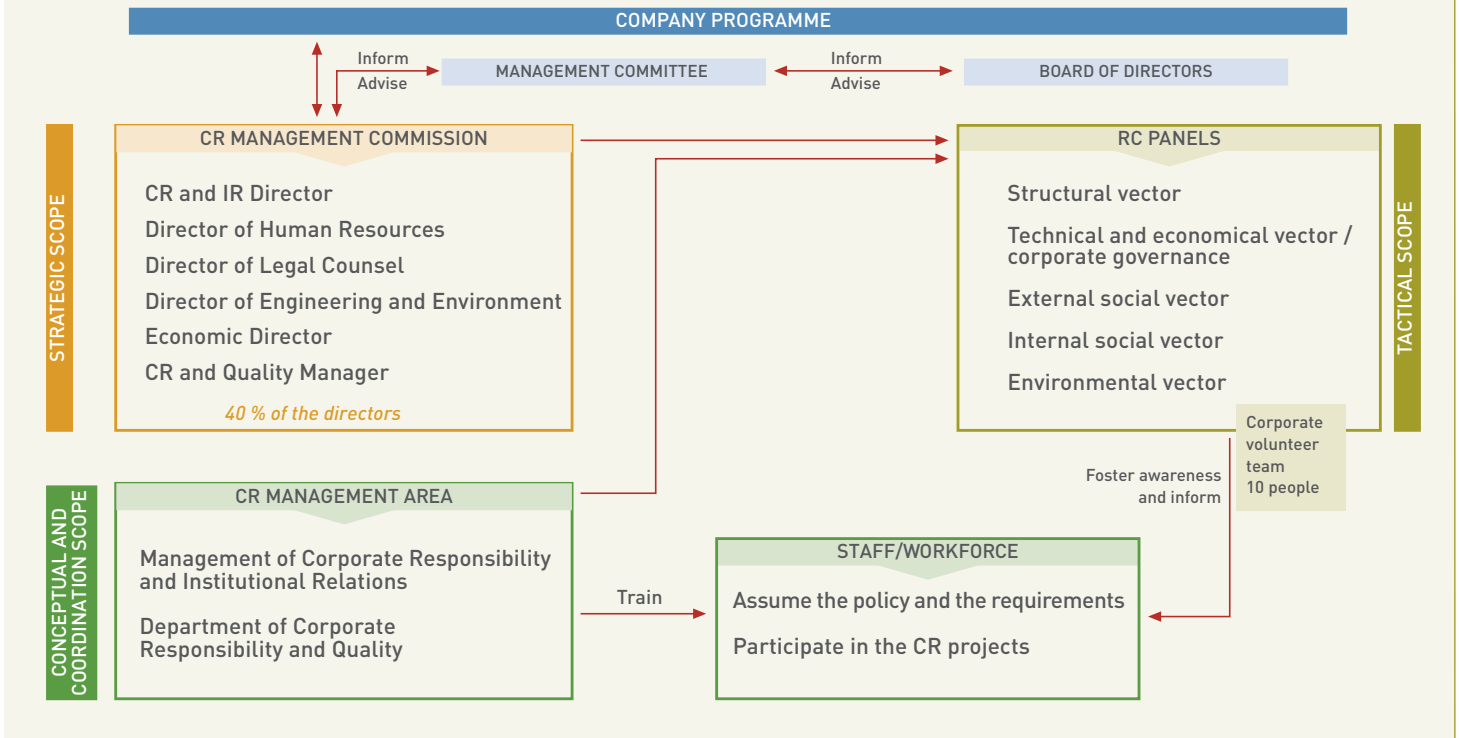 COMPANY PROGRAMME
Inform
Advise
MANAGEMENT COMMITTEE
Inform
Advise
BOARD OF DIRECTORS
STRATEGIC SCOPE
CR MANAGEMENT COMMISSION
CR and IR Director
Director of Human Resources
Director of Legal Counsel
Director of Engineering and Environment
Economic Director
CR and Quality Manager
40 % of the directors
RC PANELS
Structural vector
Technical and economical vector /
corporate governance
External social vector
Internal social vector
Environmental vector
TACTICAL SCOPE
Corporate
volunteer
team
10 people
Foster awareness
and inform
CONCEPTUAL AND
COORDINATION SCOPE
CR MANAGEMENT AREA
Management of Corporate Responsibility
and Institutional Relations
Department of Corporate
Responsibility and Quality
Train
STAFF/WORKFORCE
Assume the policy and the requirements
Participate in the CR projects